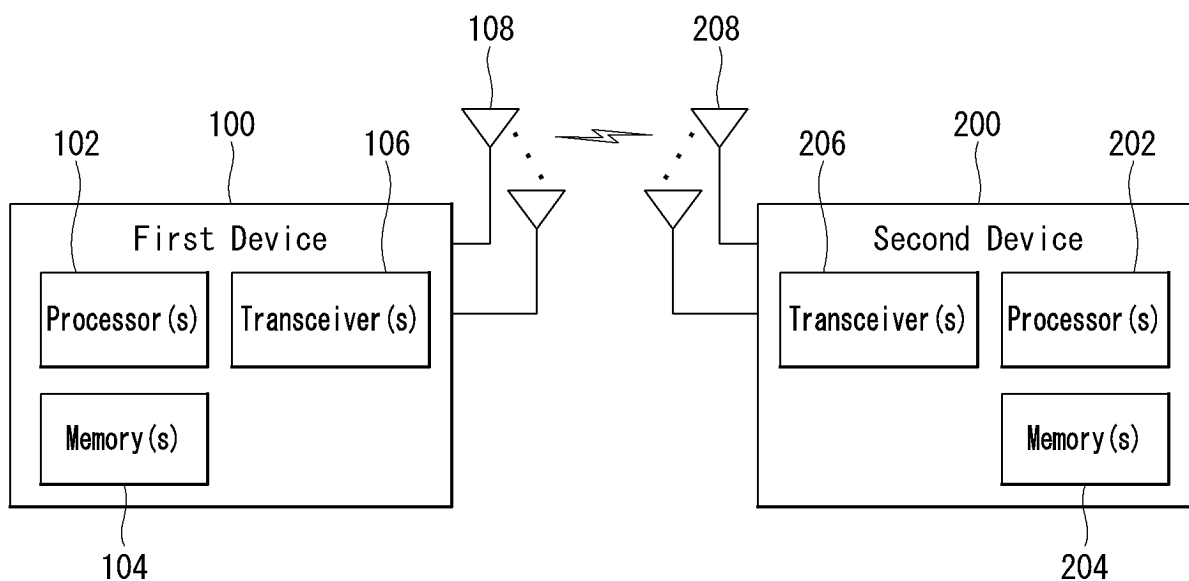 108
208
100
200
102
106
206
202
First Device
Second Device
Processor(s)
Transceiver(s)
Transceiver(s)
Processor(s)
Memory(s)
Memory(s)
104
204